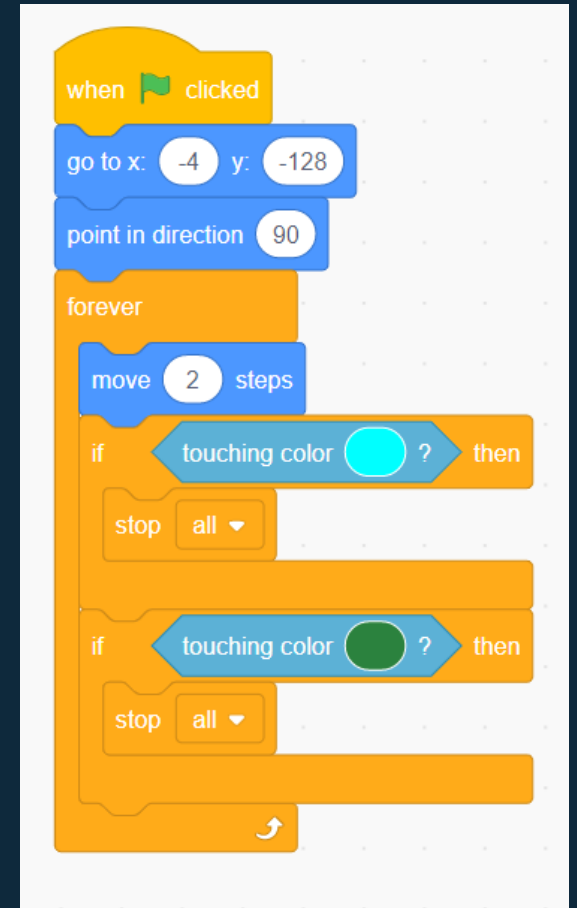 when clicked
go to x: -4 y: -128
point in direction 90
forever
move 2 steps
if touching color ? then
stop all
if touching color ? then
stop all